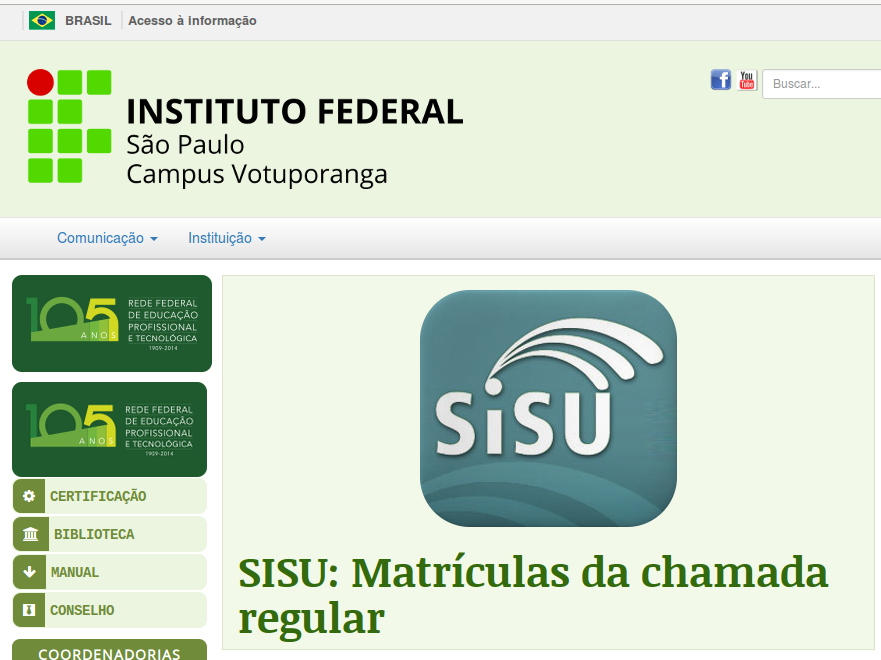 BRASIL Acesso à informação
INSTITUTO FEDERAL
São Paulo
Campus Votuporanga
You
Tube
Buscar...
Comunicação Instituição
105
ANOS
REDE FEDERAL
DE EDUCAÇÃO
PROFISSIONAL
E TECNOLÓGICA
1909-2014
105
ANOS
REDE FEDERAL
DE EDUCAÇÃO
PROFISSIONAL
E TECNOLÓGICA
1909-2014
CERTIFICAÇÃO
BIBLIOTECA
MANUAL
CONSELHO
COORDENADORIAS
SiSU
SISU: Matrículas da chamada
regular